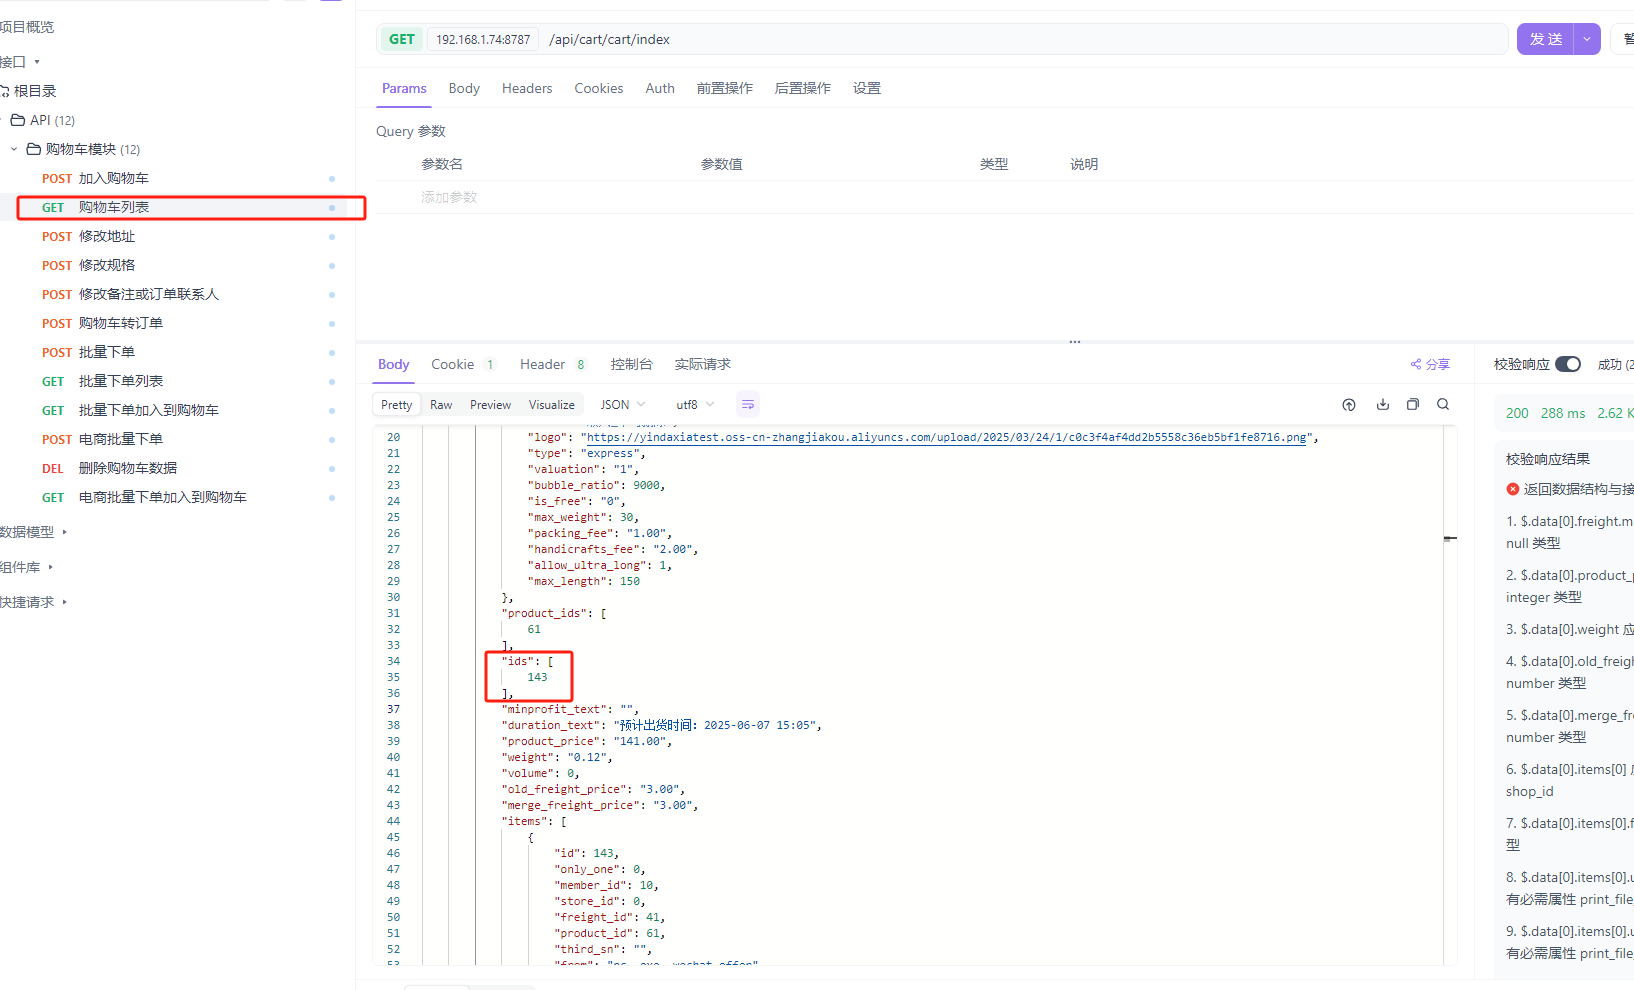 项目概览
接口
根目录
API (12)
购物车模块 (12)
POST 加入购物车
GET 购物车列表
POST 修改地址
POST 修改规格
POST 修改备注或订单联系人
POST 购物车转订单
POST 批量下单
GET 批量下单列表
GET 批量下单加入到购物车
POST 电商批量下单
DEL 删除购物车数据
GET 电商批量下单加入到购物车
数据模型
组件库
快捷请求
GET 192.168.1.74:8787 /api/cart/cart/index 发 送
Params Body Headers Cookies Auth 前置操作 后置操作 设置
Query 参数
参数名 参数值 类型 说明
添加参数
Body Cookie 1 Header 8 控制台 实际请求 分享
Pretty Raw Preview Visualize JSON utf8
20 "logo": "https://yindaxiatest.oss-cn-zhangjiakou.aliyuncs.com/upload/2025/03/24/1/c0c3f4af4dd2b5558c36eb5bf1fe8716.png",
21 "type": "express",
22 "valuation": "1",
23 "bubble_ratio": 9000,
24 "is_free": "0",
25 "max_weight": 30,
26 "packing_fee": "1.00",
27 "handicrafts_fee": "2.00",
28 "allow_ultra_long": 1,
29 "max_length": 150
30 },
31 "product_ids": [
32 61
33 ],
34 "ids": [
35 143
36 ],
37 "minprofit_text": "",
38 "duration_text": "预计出货时间: 2025-06-07 15:05",
39 "product_price": "141.00",
40 "weight": "0.12",
41 "volume": 0,
42 "old_freight_price": "3.00",
43 "merge_freight_price": "3.00",
44 "items": [
45 {
46 "id": 143,
47 "only_one": 0,
48 "member_id": 10,
49 "store_id": 0,
50 "freight_id": 41,
51 "product_id": 61,
52 "third_sn": "",
53
校验响应 成功 (2
200 288 ms 2.62 K
校验响应结果
返回数据结构与接
1. $.data[0].freight.m
null 类型
2. $.data[0].product_p
integer 类型
3. $.data[0].weight 应
4. $.data[0].old_freigh
number 类型
5. $.data[0].merge_fre
number 类型
6. $.data[0].items[0]
shop_id
7. $.data[0].items[0].f
型
8. $.data[0].items[0].u
有必需属性 print_file_
9. $.data[0].items[0].u
有必需属性 print_file_